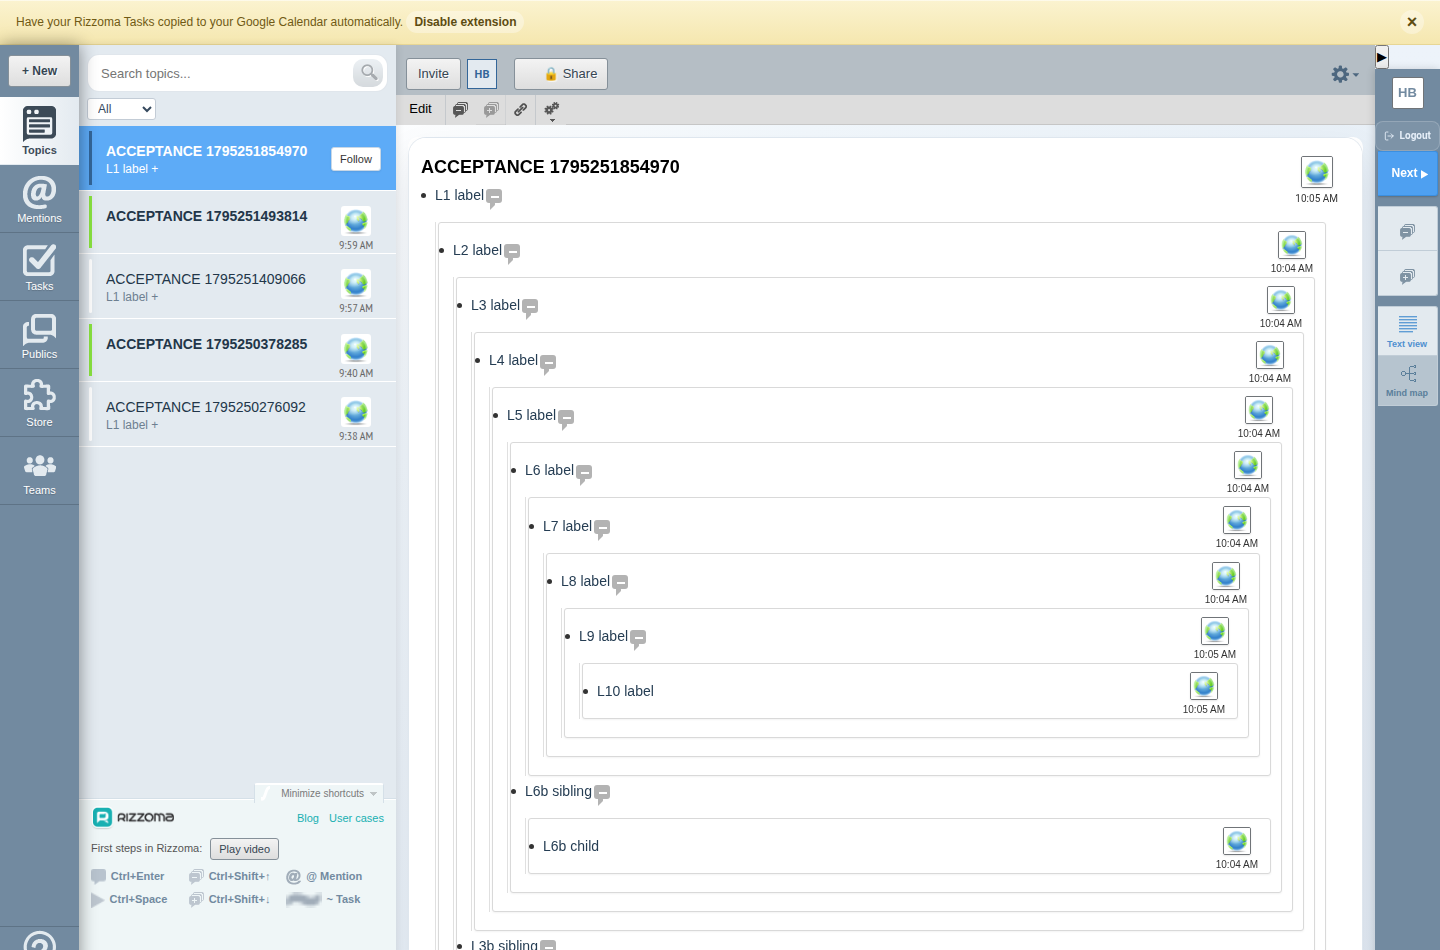 Have your Rizzoma Tasks copied to your Google Calendar automatically. Disable extension ×
+ New
Topics
Mentions
Tasks
Publics
Store
Teams
Search topics...
All
ACCEPTANCE 1795251854970
L1 label +
Follow
ACCEPTANCE 1795251493814
9:59 AM
ACCEPTANCE 1795251409066
L1 label +
9:57 AM
ACCEPTANCE 1795250378285
9:40 AM
ACCEPTANCE 1795250276092
L1 label +
9:38 AM
Minimize shortcuts
RIZZOMA
Blog User cases
First steps in Rizzoma: Play video
Ctrl+Enter Ctrl+Shift+↑ @ Mention
Ctrl+Space Ctrl+Shift+↓ ~ Task
Invite HB Share
Edit
ACCEPTANCE 1795251854970
10:05 AM
L1 label
L2 label
10:04 AM
L3 label
10:04 AM
L4 label
10:04 AM
L5 label
10:04 AM
L6 label
10:04 AM
L7 label
10:04 AM
L8 label
10:04 AM
L9 label
10:05 AM
L10 label
10:05 AM
L6b sibling
L6b child
10:04 AM
L3b sibling
HB
Logout
Next
Text view
Mind map